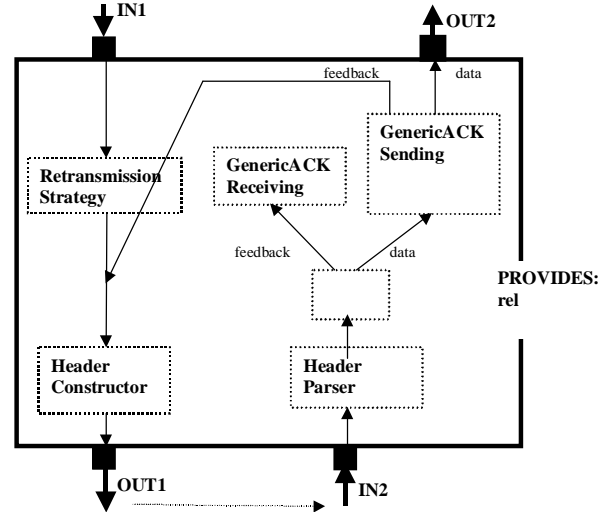 IN1
OUT2
feedback
data
GenericACK
Sending
GenericACK
Receiving
Retransmission
Strategy
feedback
data
PROVIDES:
rel
Header
Constructor
Header
Parser
OUT1
IN2